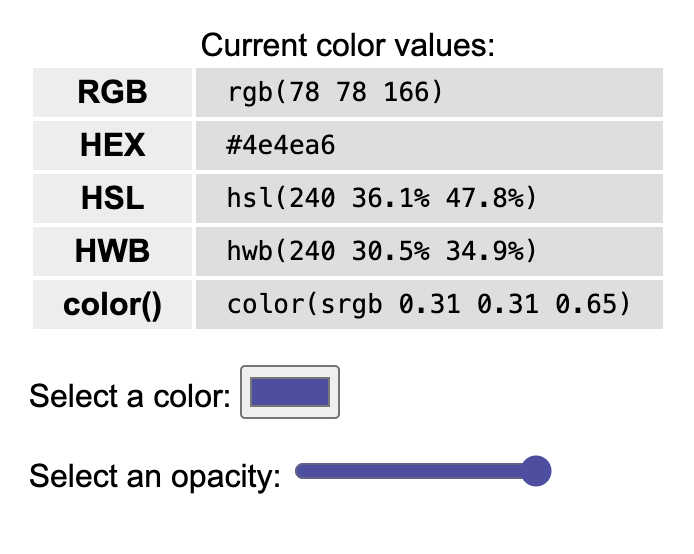 Current color values:
RGB rgb(78 78 166)
HEX #4e4ea6
HSL hsl(240 36.1% 47.8%)
HWB hwb(240 30.5% 34.9%)
color() color(srgb 0.31 0.31 0.65)
Select a color:
Select an opacity: